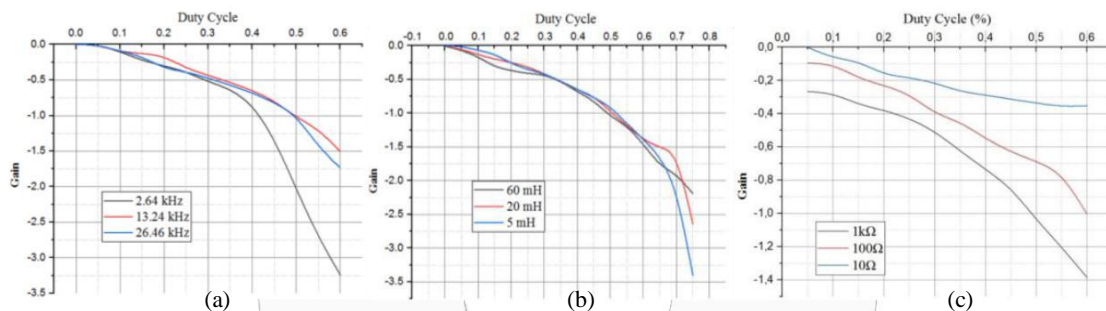 Duty Cycle
0.0 0.1 0.2 0.3 0.4 0.5 0.6
0.0
-0.5
-1.0
-1.5
-2.0
-2.5
-3.0
-3.5
Gain
2.64 kHz
13.24 kHz
26.46 kHz
(a)
Duty Cycle
-0.1 0.0 0.1 0.2 0.3 0.4 0.5 0.6 0.7 0.8
0.0
-0.5
-1.0
-1.5
-2.0
-2.5
-3.0
-3.5
Gain
60 mH
20 mH
5 mH
(b)
Duty Cycle (%)
0,0 0,1 0,2 0,3 0,4 0,5 0,6
0,0
-0,2
-0,4
-0,6
-0,8
-1,0
-1,2
-1,4
Gain
1kΩ
100Ω
10Ω
(c)